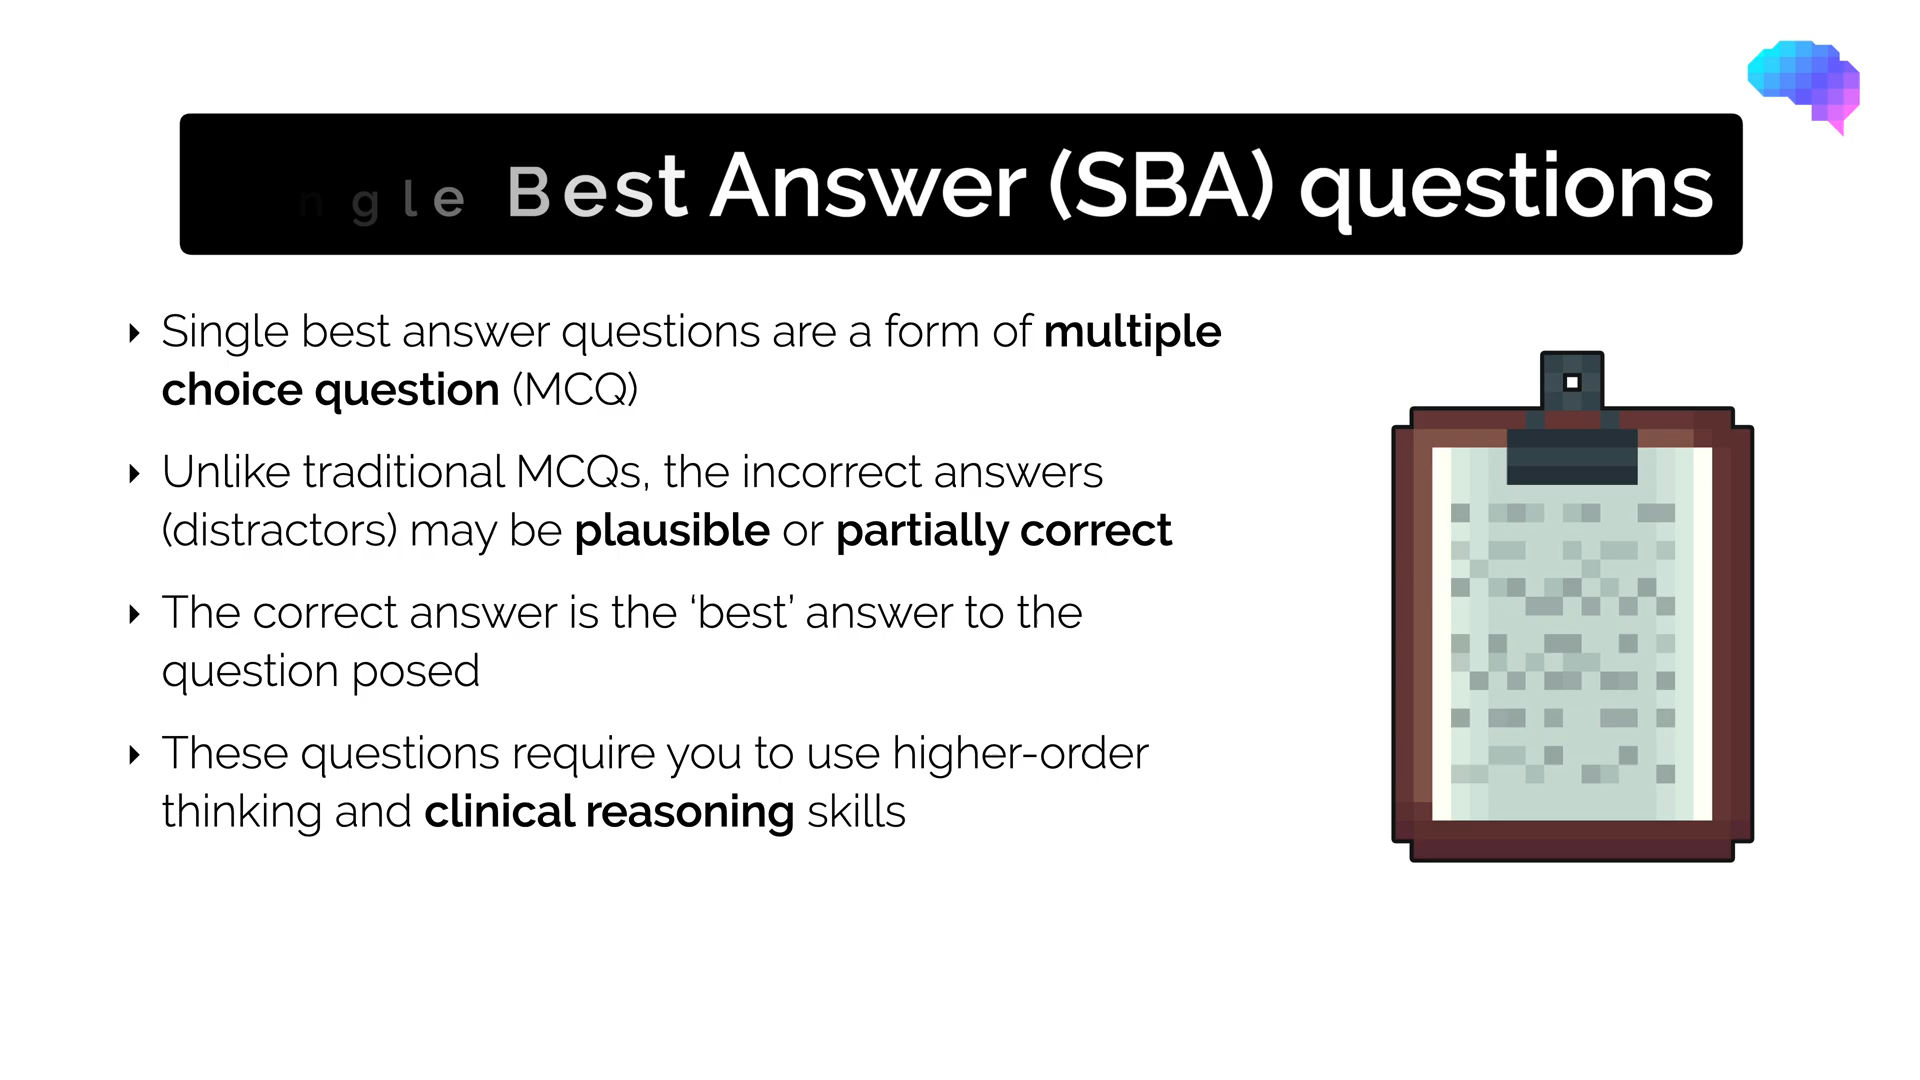 ngle Best Answer (SBA) questions
Single best answer questions are a form of multiple
choice question (MCQ)
Unlike traditional MCQs, the incorrect answers
(distractors) may be plausible or partially correct
The correct answer is the ‘best’ answer to the
question posed
These questions require you to use higher-order
thinking and clinical reasoning skills